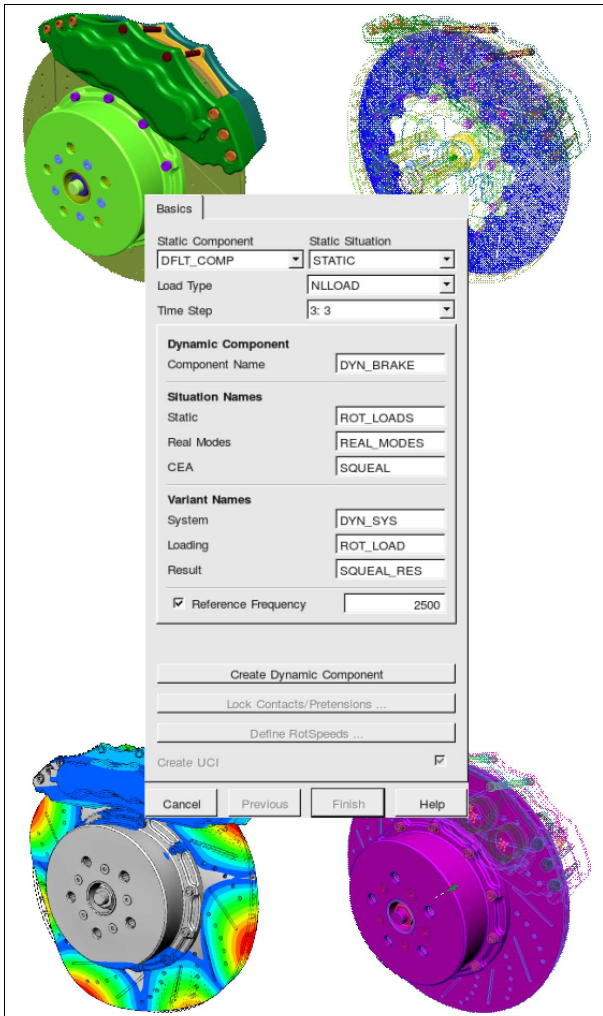 Basics
Static Component Static Situation
DFLT_COMP STATIC
Load Type NLLOAD
Time Step 3: 3
Dynamic Component
Component Name DYN_BRAKE
Situation Names
Static ROT_LOADS
Real Modes REAL_MODES
CEA SQUEAL
Variant Names
System DYN_SYS
Loading ROT_LOAD
Result SQUEAL_RES
Reference Frequency 2500
Create Dynamic Component
Lock Contacts/Pretensions ...
Define RotSpeeds ...
Create UCI
Cancel Previous Finish Help